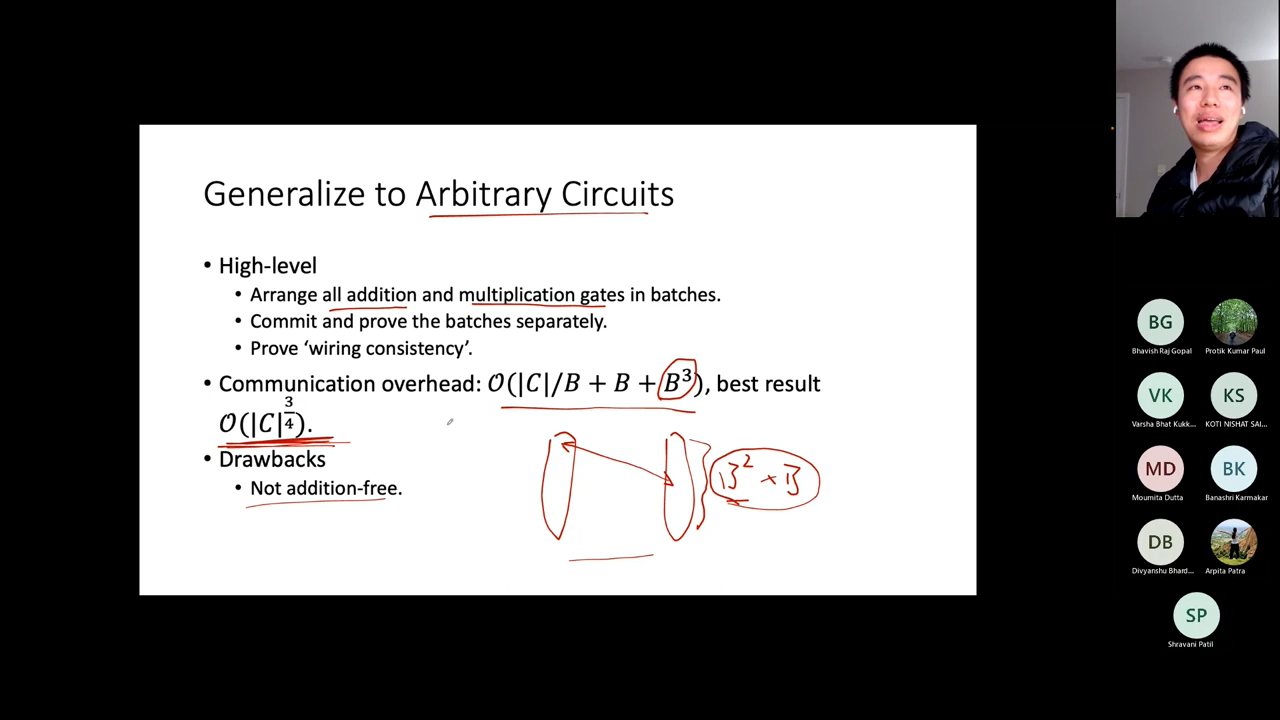 Generalize to Arbitrary Circuits
• High-level
• Arrange all addition and multiplication gates in batches.
• Commit and prove the batches separately.
• Prove ‘wiring consistency’.
• Communication overhead: 𝒪(|C|/B + B + B³), best result
𝒪(|C|^{3/4}).
• Drawbacks
• Not addition-free.
B² × B
BG
Bhavish Raj Gopal
Protik Kumar Paul
VK
Varsha Bhat Kukk...
KS
KOTI NISHAT SAI...
MD
Moumita Dutta
BK
Banashri Karmakar
DB
Divyanshu Bhard...
Arpita Patra
SP
Shravani Patil